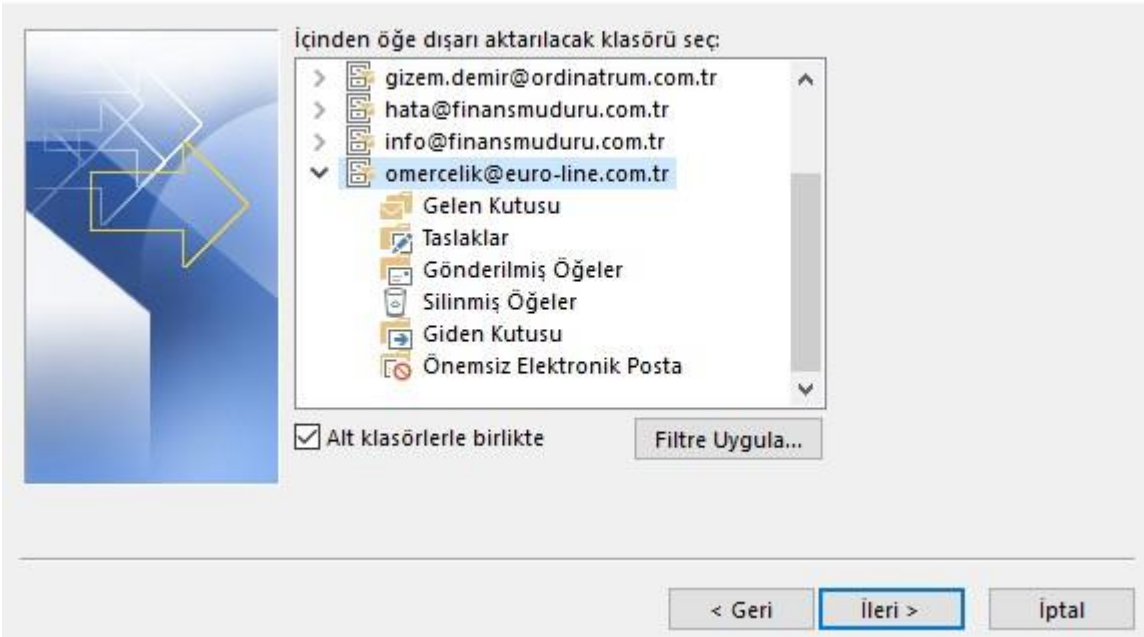 İçinden öğe dışarı aktarılacak klasörü seç:
gizem.demir@ordinatrum.com.tr
hata@finansmuduru.com.tr
info@finansmuduru.com.tr
omercelik@euro-line.com.tr
Gelen Kutusu
Taslaklar
Gönderilmiş Öğeler
Silinmiş Öğeler
Giden Kutusu
Önemsiz Elektronik Posta
Alt klasörlerle birlikte
Filtre Uygula...
< Geri
İleri >
İptal